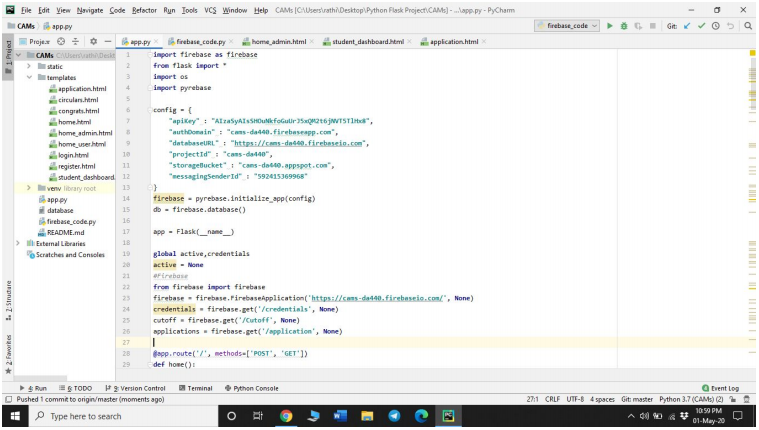 File Edit View Navigate Code Refactor Run Tools VCS Window Help CAMs [C:\Users\rathi\Desktop\Python Flask Project\CAMs] - ...\app.py - PyCharm
CAMs app.py
firebase_code
Git:
Project
app.py
firebase_code.py
home_admin.html
student_dashboard.html
application.html
1: Project
CAMs C:\Users\rathi\Deskt
static
templates
application.html
circulars.html
congrats.html
home.html
home_admin.html
home_user.html
login.html
register.html
student_dashboard.
venv library root
app.py
database
firebase_code.py
README.md
External Libraries
Scratches and Consoles
1 import firebase as firebase
2 from flask import *
3 import os
4 import pyrebase
5
6 config = {
7 "apiKey" :
8 "authDomain" : "cams-da440.firebaseapp.com",
9 "databaseURL" : "https://cams-da440.firebaseio.com",
10 "projectId" : "cams-da440",
11 "storageBucket" : "cams-da440.appspot.com",
12 "messagingSenderId" : "592415369968"
13 }
14 firebase = pyrebase.initialize_app(config)
15 db = firebase.database()
16
17 app = Flask(__name__)
18
19 global active,credentials
20 active = None
21 #Firebase
22 from firebase import firebase
23 firebase = firebase.FirebaseApplication('https://cams-da440.firebaseio.com/', None)
24 credentials = firebase.get('/credentials', None)
25 cutoff = firebase.get('/Cutoff', None)
26 applications = firebase.get('/application', None)
27
28 @app.route('/', methods=['POST', 'GET'])
29 def home():
7: Structure
2: Favorites
4: Run 6: TODO 9: Version Control Terminal Python Console Event Log
Pushed 1 commit to origin/master (moments ago) 27:1 CRLF UTF-8 4 spaces Git: master Python 3.7 (CAMs) (2)
Type here to search
10:59 PM
01-May-20